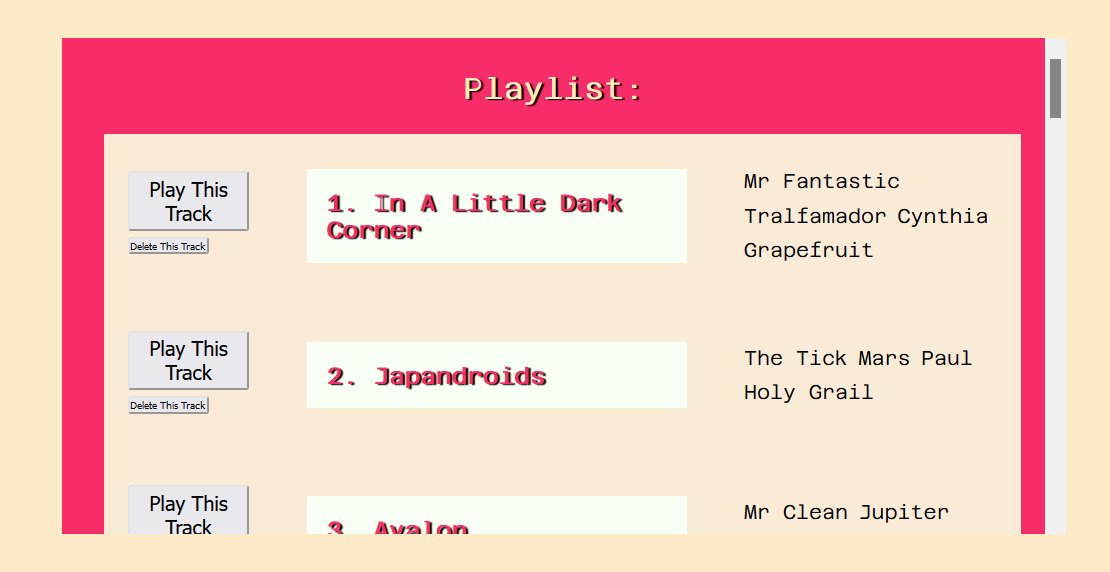 Playlist:
Play This
Track
Delete This Track
1. In A Little Dark
Corner
Mr Fantastic
Tralfamador Cynthia
Grapefruit
Play This
Track
Delete This Track
2. Japandroids
The Tick Mars Paul
Holy Grail
Play This
Track
3. Avalon
Mr Clean Jupiter